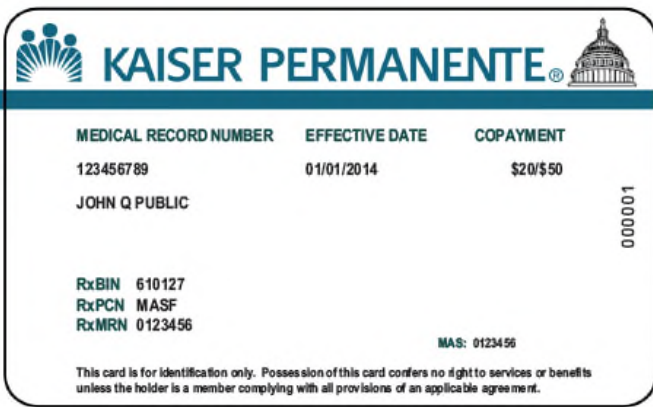 KAISER PERMANENTE®
MEDICAL RECORD NUMBER EFFECTIVE DATE COPAYMENT
123456789 01/01/2014 $20/$50
JOHN Q PUBLIC
000001
RxBIN 610127
RxPCN MASF
RxMRN 0123456
MAS: 0123456
This card is for identification only. Possession of this card confers no right to services or benefits
unless the holder is a member complying with all provisions of an applicable agreement.